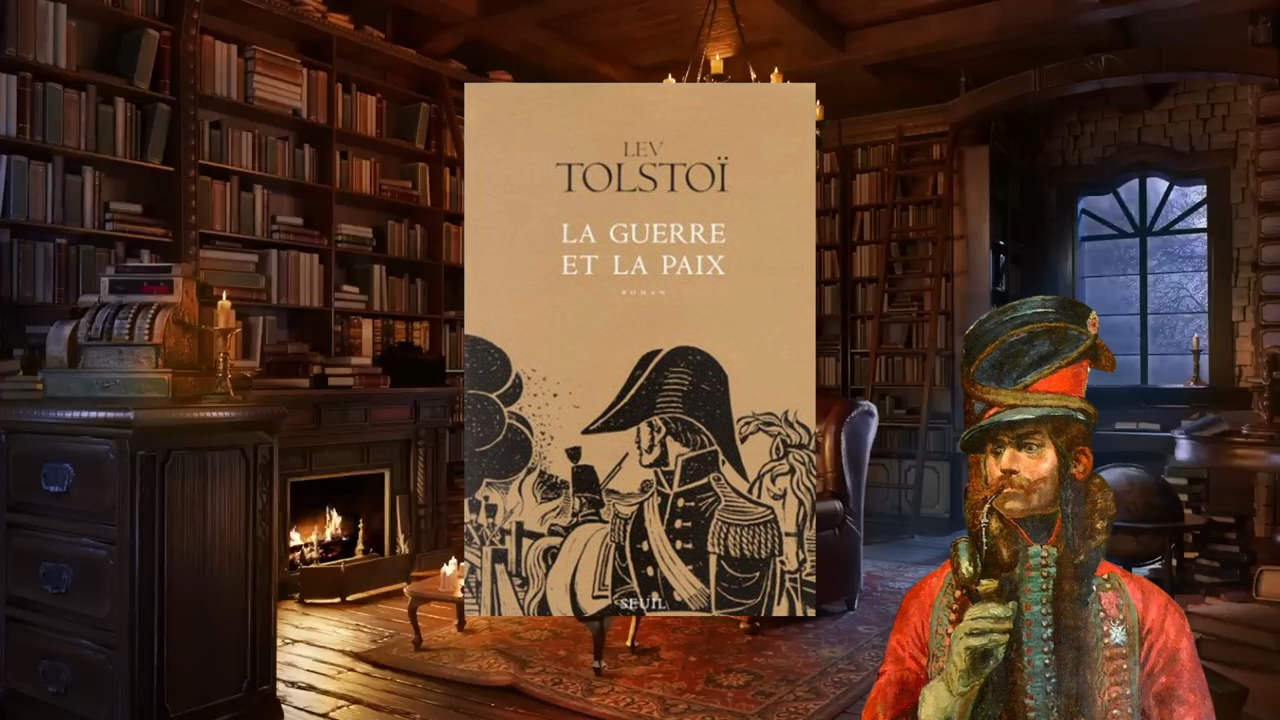 LEV
TOLSTOÏ
LA GUERRE
ET LA PAIX
ROMAN
SEUIL